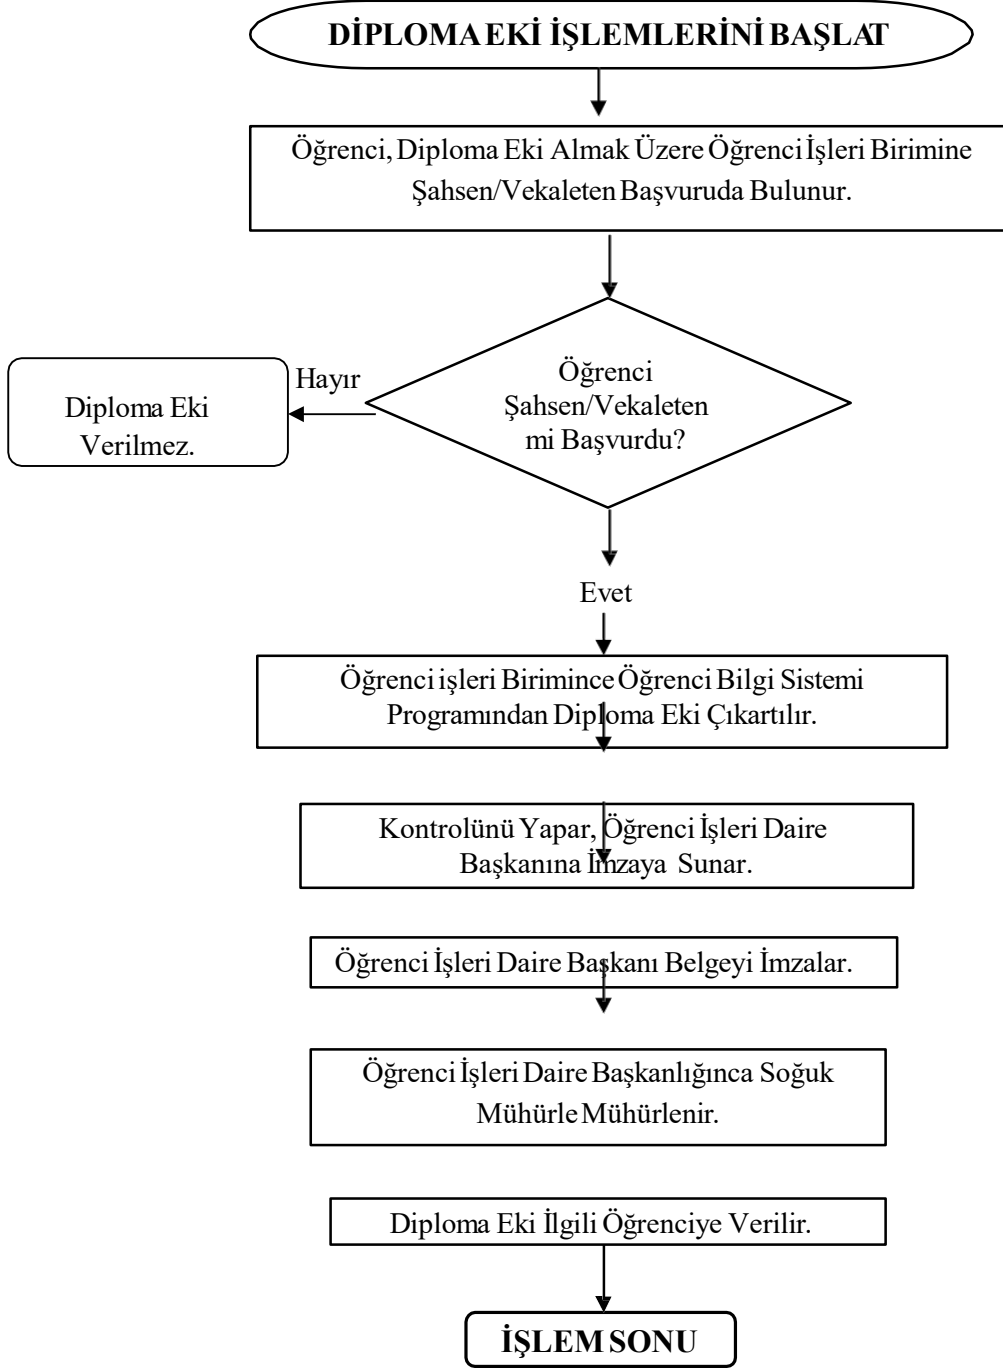 DİPLOMA EKİ İŞLEMLERİNİ BAŞLAT
Öğrenci, Diploma Eki Almak Üzere Öğrenci İşleri Birimine
Şahsen/Vekaleten Başvuruda Bulunur.
Öğrenci
Şahsen/Vekaleten
mi Başvurdu?
Hayır
Diploma Eki
Verilmez.
Evet
Öğrenci işleri Birimince Öğrenci Bilgi Sistemi
Programından Diploma Eki Çıkartılır.
Kontrolünü Yapar, Öğrenci İşleri Daire
Başkanına İmzaya Sunar.
Öğrenci İşleri Daire Başkanı Belgeyi İmzalar.
Öğrenci İşleri Daire Başkanlığınca Soğuk
Mühürle Mühürlenir.
Diploma Eki İlgili Öğrenciye Verilir.
İŞLEM SONU